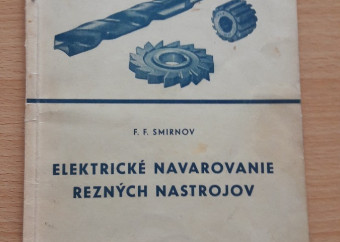 F. F. SMIRNOV
ELEKTRICKÉ NAVAROVANIE
REZNÝCH NASTROJOV